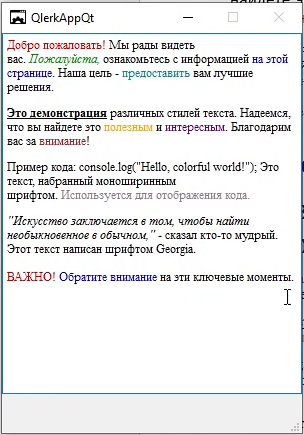 QlerkAppQt
Добро пожаловать! Мы рады видеть
вас. Пожалуйста, ознакомьтесь с информацией на этой
странице. Наша цель - предоставить вам лучшие
решения.
Это демонстрация различных стилей текста. Надеемся,
что вы найдете это полезным и интересным. Благодарим
вас за внимание!
Пример кода: console.log("Hello, colorful world!"); Это
текст, набранный моноширинным
шрифтом. Используется для отображения кода.
"Искусство заключается в том, чтобы найти
необыкновенное в обычном," - сказал кто-то мудрый.
Этот текст написан шрифтом Georgia.
ВАЖНО! Обратите внимание на эти ключевые моменты.